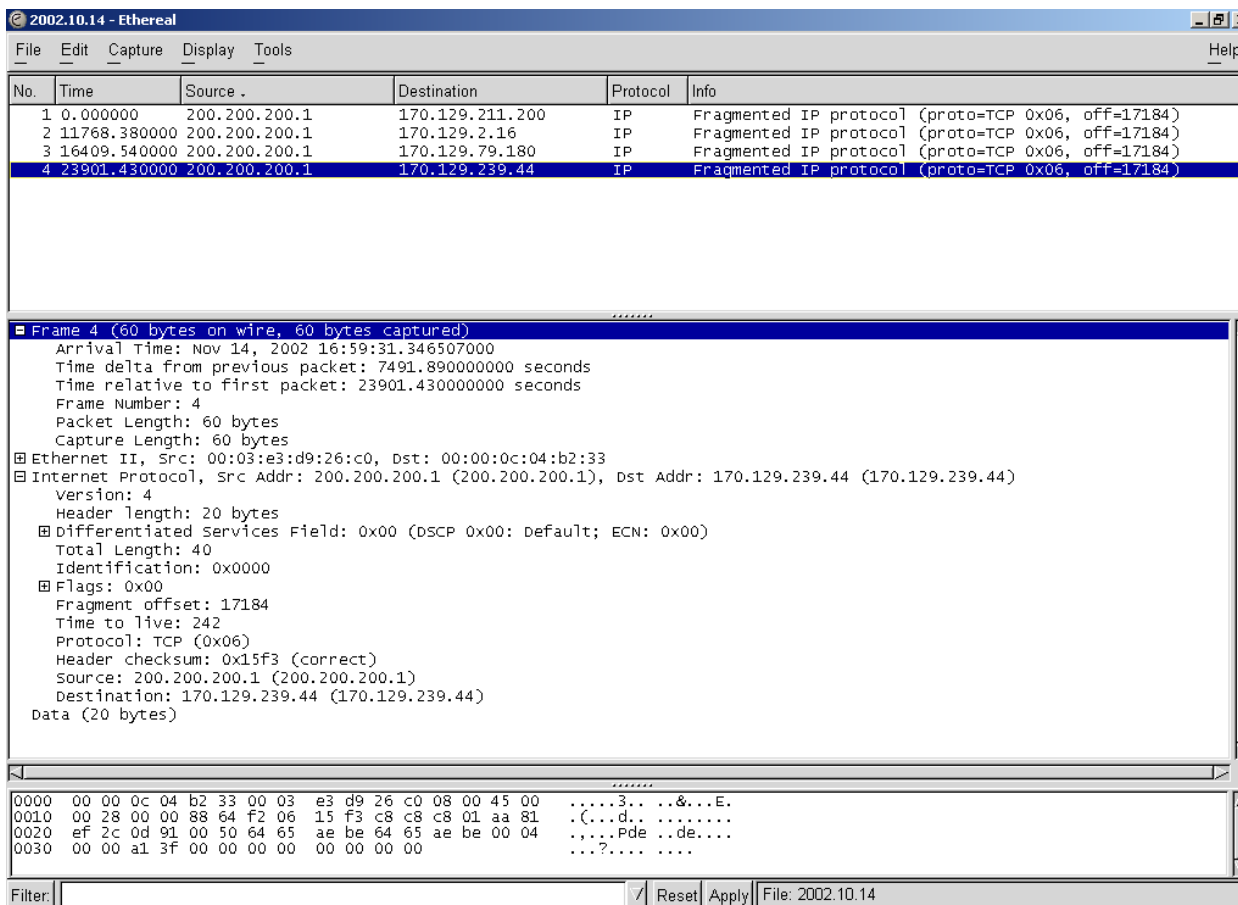 2002.10.14 - Ethereal
File Edit Capture Display Tools Help
No. Time Source . Destination Protocol Info
1 0.000000 200.200.200.1 170.129.211.200 IP Fragmented IP protocol (proto=TCP 0x06, off=17184)
2 11768.380000 200.200.200.1 170.129.2.16 IP Fragmented IP protocol (proto=TCP 0x06, off=17184)
3 16409.540000 200.200.200.1 170.129.79.180 IP Fragmented IP protocol (proto=TCP 0x06, off=17184)
4 23901.430000 200.200.200.1 170.129.239.44 IP Fragmented IP protocol (proto=TCP 0x06, off=17184)
Frame 4 (60 bytes on wire, 60 bytes captured)
Arrival Time: Nov 14, 2002 16:59:31.346507000
Time delta from previous packet: 7491.890000000 seconds
Time relative to first packet: 23901.430000000 seconds
Frame Number: 4
Packet Length: 60 bytes
Capture Length: 60 bytes
Ethernet II, Src: 00:03:e3:d9:26:c0, Dst: 00:00:0c:04:b2:33
Internet Protocol, Src Addr: 200.200.200.1 (200.200.200.1), Dst Addr: 170.129.239.44 (170.129.239.44)
Version: 4
Header length: 20 bytes
Differentiated Services Field: 0x00 (DSCP 0x00: Default; ECN: 0x00)
Total Length: 40
Identification: 0x0000
Flags: 0x00
Fragment offset: 17184
Time to live: 242
Protocol: TCP (0x06)
Header checksum: 0x15f3 (correct)
Source: 200.200.200.1 (200.200.200.1)
Destination: 170.129.239.44 (170.129.239.44)
Data (20 bytes)
0000 00 00 0c 04 b2 33 00 03 e3 d9 26 c0 08 00 45 00 .....3.. ..&...E.
0010 00 28 00 00 88 64 f2 06 15 f3 c8 c8 c8 01 aa 81 .(...d.. ........
0020 ef 2c 0d 91 00 50 64 65 ae be 64 65 ae be 00 04 .,...Pde ..de....
0030 00 00 a1 3f 00 00 00 00 00 00 00 00 ...?.... ....
Filter: Reset Apply File: 2002.10.14